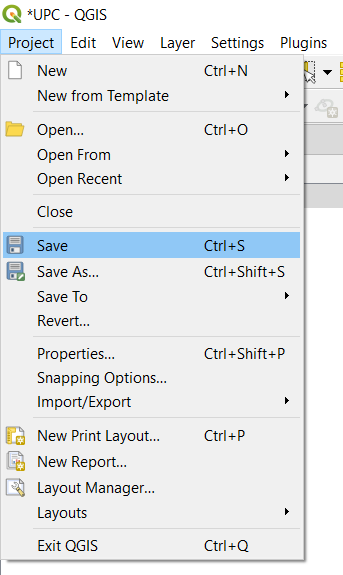 *UPC - QGIS
Project Edit View Layer Settings Plugins
New Ctrl+N
New from Template
Open... Ctrl+O
Open From
Open Recent
Close
Save Ctrl+S
Save As... Ctrl+Shift+S
Save To
Revert...
Properties... Ctrl+Shift+P
Snapping Options...
Import/Export
New Print Layout... Ctrl+P
New Report...
Layout Manager...
Layouts
Exit QGIS Ctrl+Q